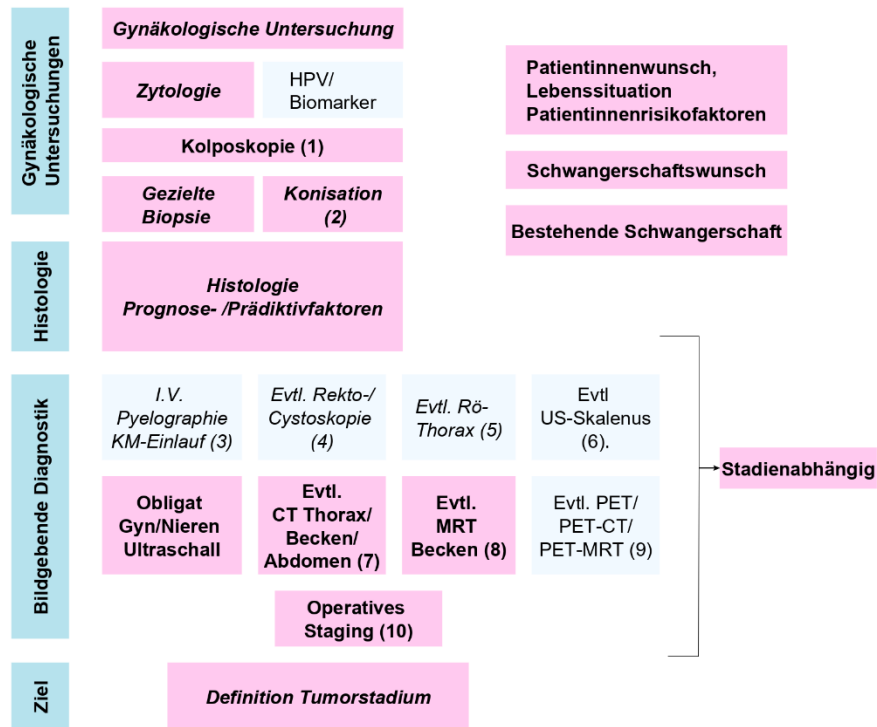 Gynäkologische
Untersuchungen
Gynäkologische Untersuchung
Zytologie
HPV/
Biomarker
Kolposkopie (1)
Gezielte
Biopsie
Konisation
(2)
Patientinnenwunsch,
Lebenssituation
Patientinnenrisikofaktoren
Schwangerschaftswunsch
Bestehende Schwangerschaft
Histologie
Histologie
Prognose- /Prädiktivfaktoren
Bildgebende Diagnostik
I.V.
Pyelographie
KM-Einlauf (3)
Evtl. Rekto-/
Cystoskopie
(4)
Evtl. Rö-
Thorax (5)
Evtl
US-Skalenus
(6).
Obligat
Gyn/Nieren
Ultraschall
Evtl.
CT Thorax/
Becken/
Abdomen (7)
Evtl.
MRT
Becken (8)
Evtl. PET/
PET-CT/
PET-MRT (9)
Operatives
Staging (10)
Stadienabhängig
Ziel
Definition Tumorstadium